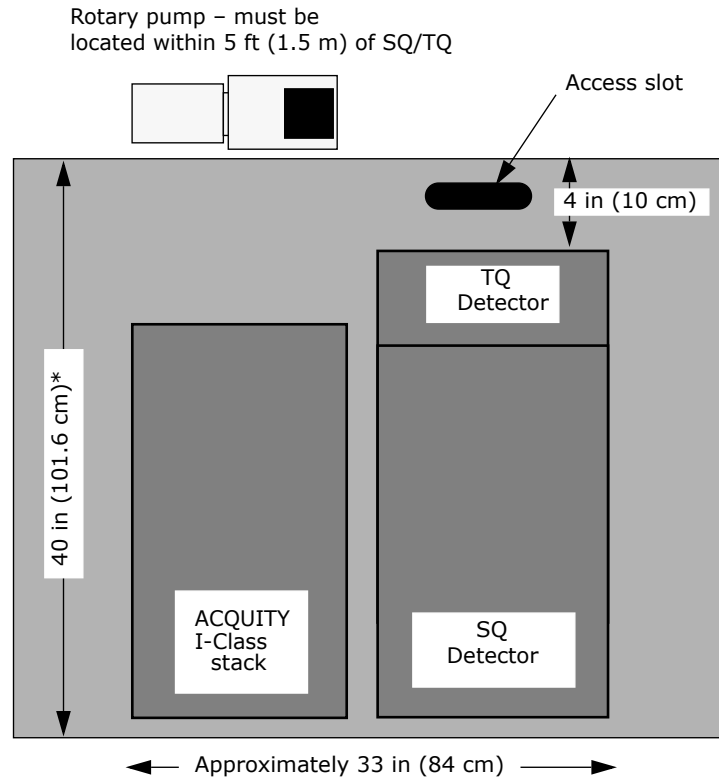 Rotary pump – must be
located within 5 ft (1.5 m) of SQ/TQ
Access slot
4 in (10 cm)
TQ
Detector
40 in (101.6 cm)*
ACQUITY
I-Class
stack
SQ
Detector
Approximately 33 in (84 cm)